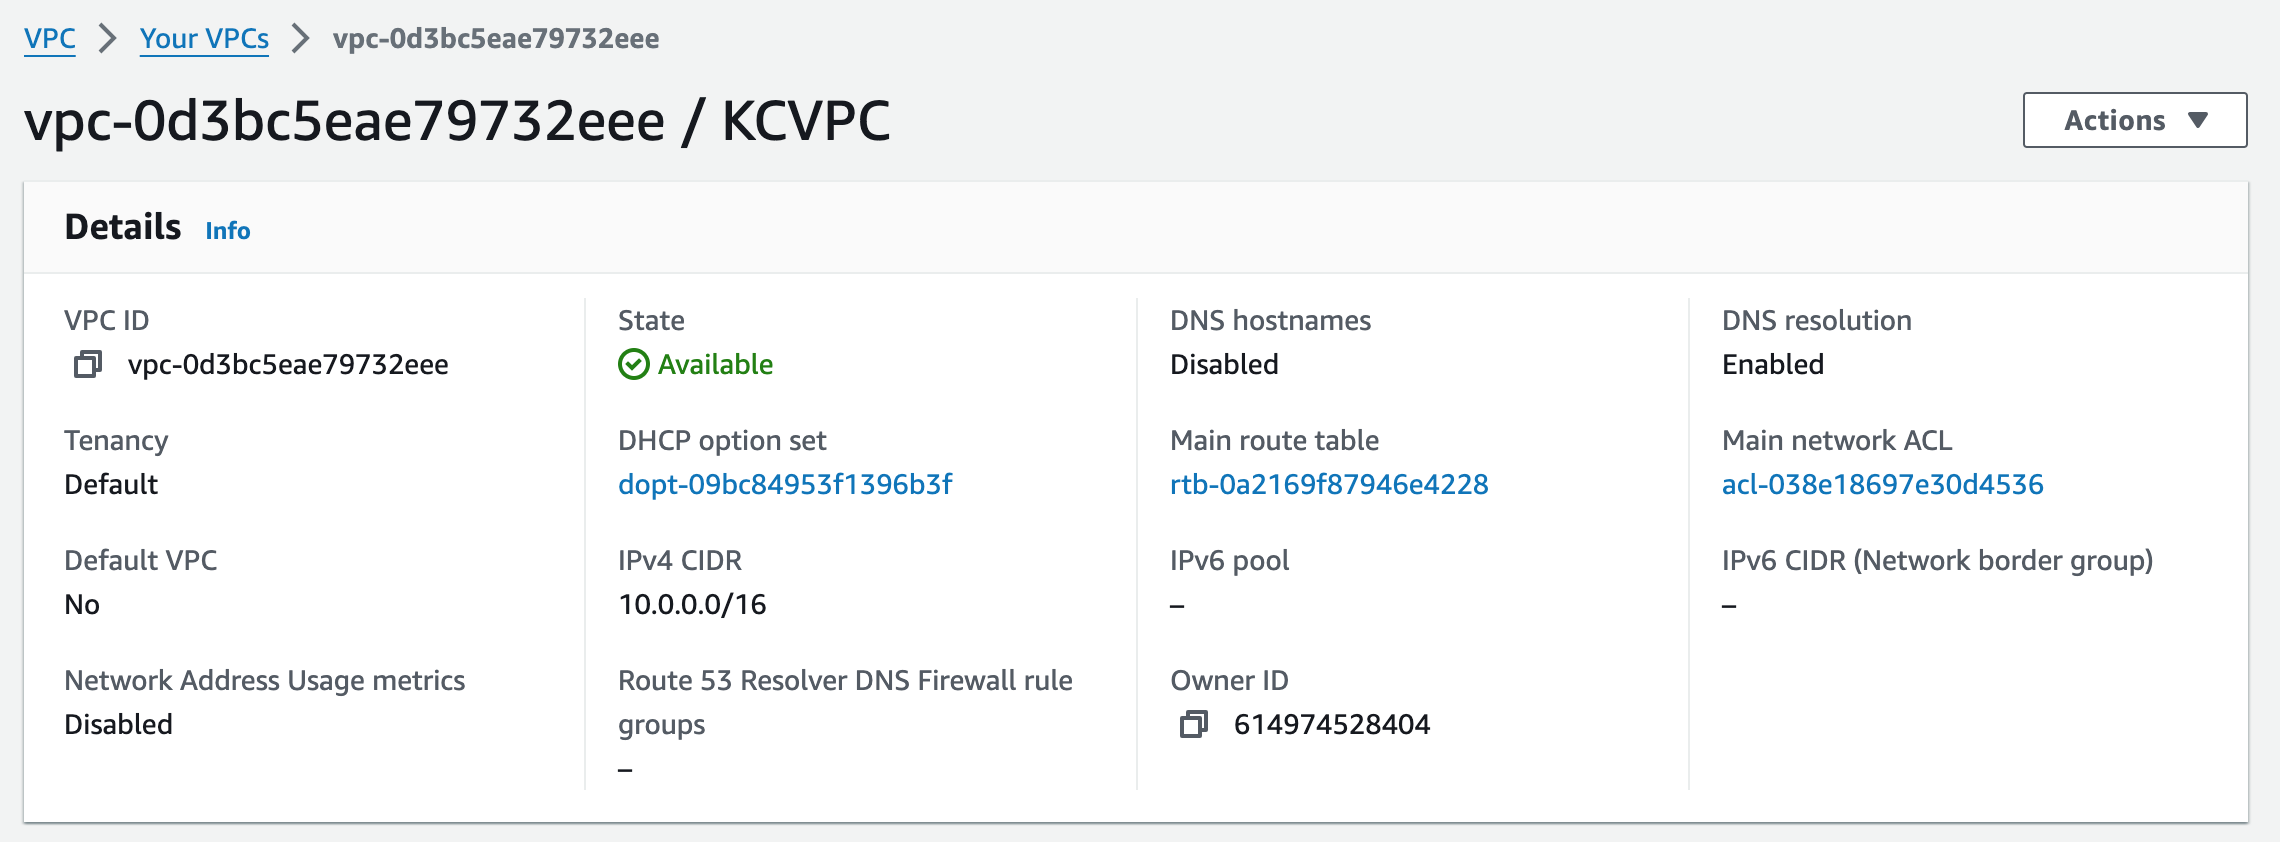 VPC > Your VPCs > vpc-0d3bc5eae79732eee
vpc-0d3bc5eae79732eee / KCVPC
Actions ▼
Details Info
VPC ID
vpc-0d3bc5eae79732eee
State
Available
DNS hostnames
Disabled
DNS resolution
Enabled
Tenancy
Default
DHCP option set
dopt-09bc84953f1396b3f
Main route table
rtb-0a2169f87946e4228
Main network ACL
acl-038e18697e30d4536
Default VPC
No
IPv4 CIDR
10.0.0.0/16
IPv6 pool
–
IPv6 CIDR (Network border group)
–
Network Address Usage metrics
Disabled
Route 53 Resolver DNS Firewall rule
groups
–
Owner ID
614974528404